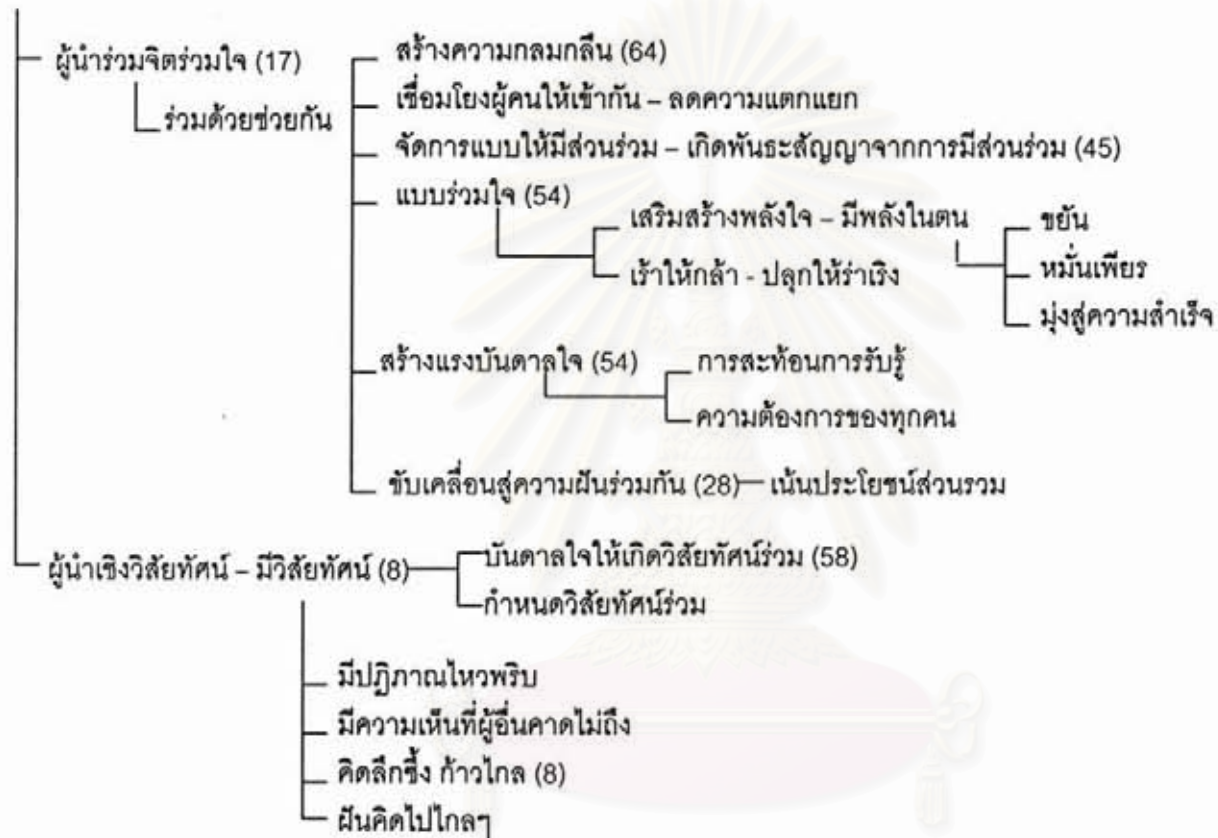 ผู้นำร่วมจิตร่วมใจ (17)
ร่วมด้วยช่วยกัน
สร้างความกลมกลืน (64)
เชื่อมโยงผู้คนให้เข้ากัน – ลดความแตกแยก
จัดการแบบให้มีส่วนร่วม – เกิดพันธะสัญญาจากการมีส่วนร่วม (45)
แบบร่วมใจ (54)
เสริมสร้างพลังใจ – มีพลังในตน
ขยัน
หมั่นเพียร
มุ่งสู่ความสำเร็จ
เร้าให้กล้า - ปลุกให้ร่าเริง
สร้างแรงบันดาลใจ (54)
การสะท้อนการรับรู้
ความต้องการของทุกคน
ขับเคลื่อนสู่ความฝันร่วมกัน (28)
เน้นประโยชน์ส่วนรวม
ผู้นำเชิงวิสัยทัศน์ – มีวิสัยทัศน์ (8)
บันดาลใจให้เกิดวิสัยทัศน์ร่วม (58)
กำหนดวิสัยทัศน์ร่วม
มีปฏิภาณไหวพริบ
มีความเห็นที่ผู้อื่นคาดไม่ถึง
คิดลึกซึ้ง ก้าวไกล (8)
ฝันคิดไปไกลๆ